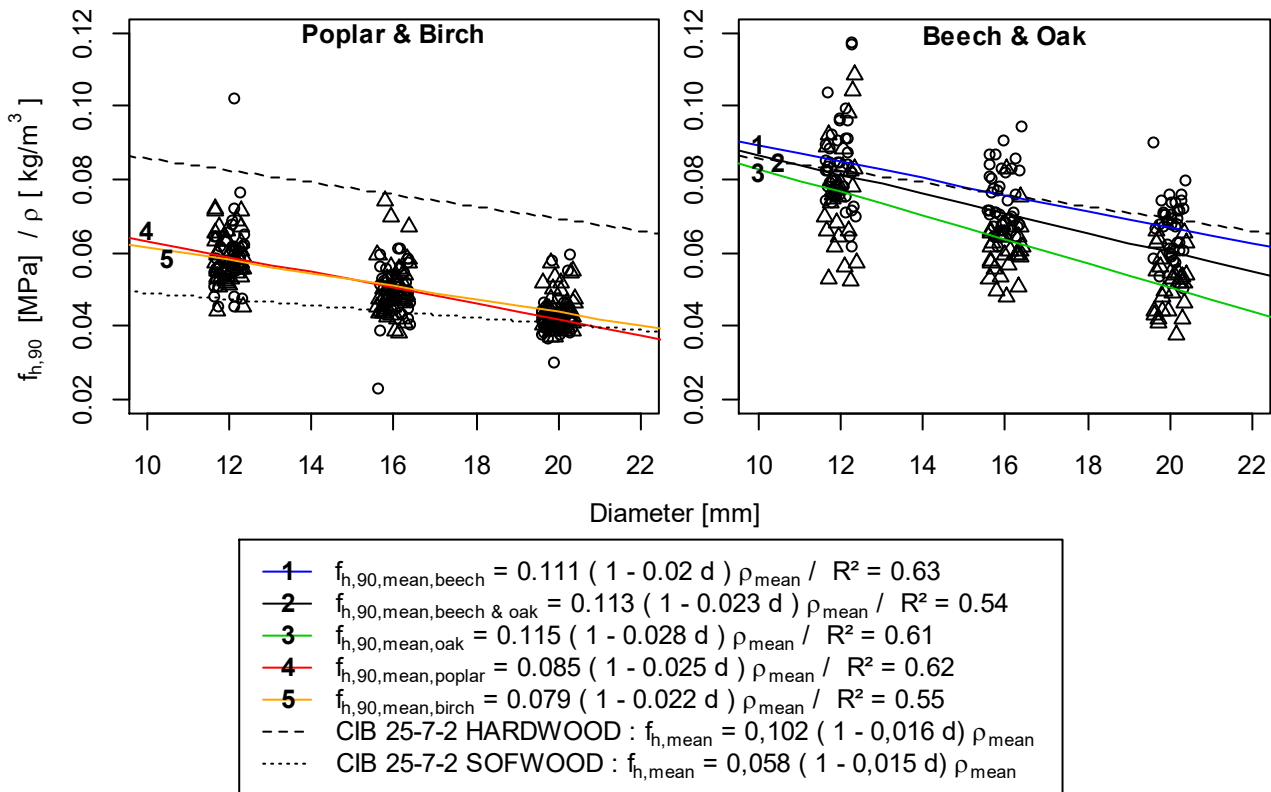 Poplar & Birch
Beech & Oak
f_h,90 [MPa] / ρ [ kg/m³ ]
0.12
0.10
0.08
0.06
0.04
0.02
4
5
10 12 14 16 18 20 22
0.12
0.10
0.08
0.06
0.04
0.02
1
2
3
10 12 14 16 18 20 22
Diameter [mm]
1 f_h,90,mean,beech = 0.111 ( 1 - 0.02 d ) ρ_mean / R² = 0.63
2 f_h,90,mean,beech & oak = 0.113 ( 1 - 0.023 d ) ρ_mean / R² = 0.54
3 f_h,90,mean,oak = 0.115 ( 1 - 0.028 d ) ρ_mean / R² = 0.61
4 f_h,90,mean,poplar = 0.085 ( 1 - 0.025 d ) ρ_mean / R² = 0.62
5 f_h,90,mean,birch = 0.079 ( 1 - 0.022 d ) ρ_mean / R² = 0.55
CIB 25-7-2 HARDWOOD : f_h,mean = 0,102 ( 1 - 0,016 d) ρ_mean
CIB 25-7-2 SOFWOOD : f_h,mean = 0,058 ( 1 - 0,015 d) ρ_mean